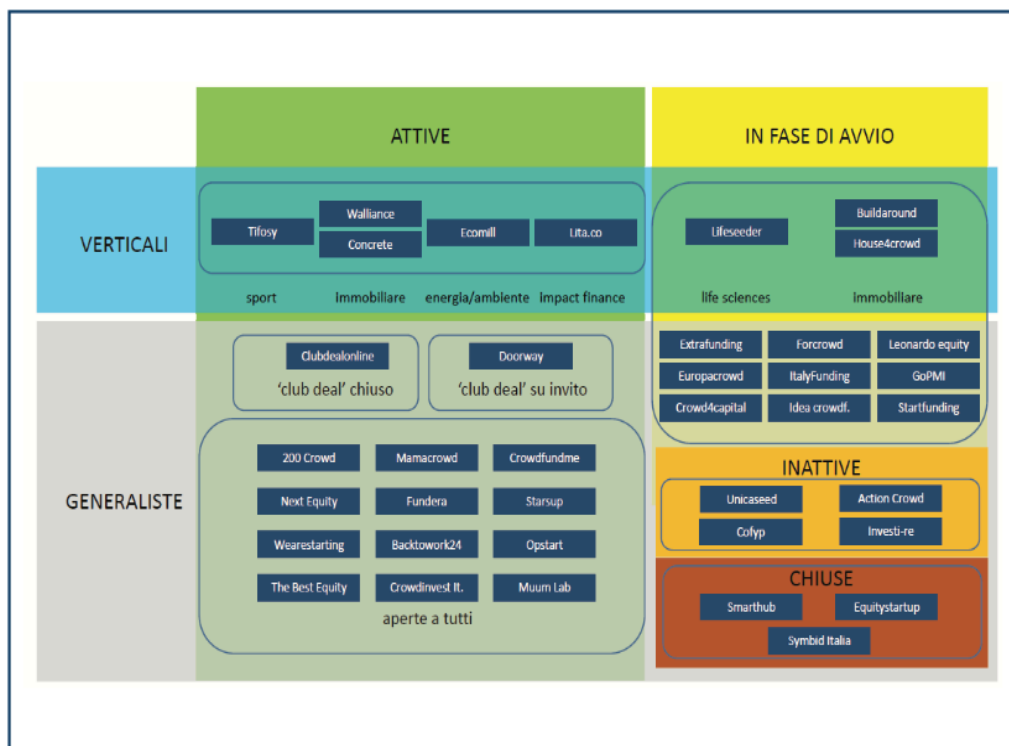 ATTIVE
IN FASE DI AVVIO
VERTICALI
Tifosy
Walliance
Concrete
Ecomill
Lita.co
Lifeseeder
Buildaround
House4crowd
sport
immobiliare
energia/ambiente
impact finance
life sciences
immobiliare
GENERALISTE
Clubdealonline
'club deal' chiuso
Doorway
'club deal' su invito
200 Crowd
Mamacrowd
Crowdfundme
Next Equity
Fundera
Starsup
Wearestarting
Backtowork24
Opstart
The Best Equity
Crowdinvest It.
Muum Lab
aperte a tutti
Extrafunding
Forcrowd
Leonardo equity
Europacrowd
ItalyFunding
GoPMI
Crowd4capital
Idea crowdf.
Startfunding
INATTIVE
Unicaseed
Action Crowd
Cofyp
Investi-re
CHIUSE
Smarthub
Equitystartup
Symbid Italia